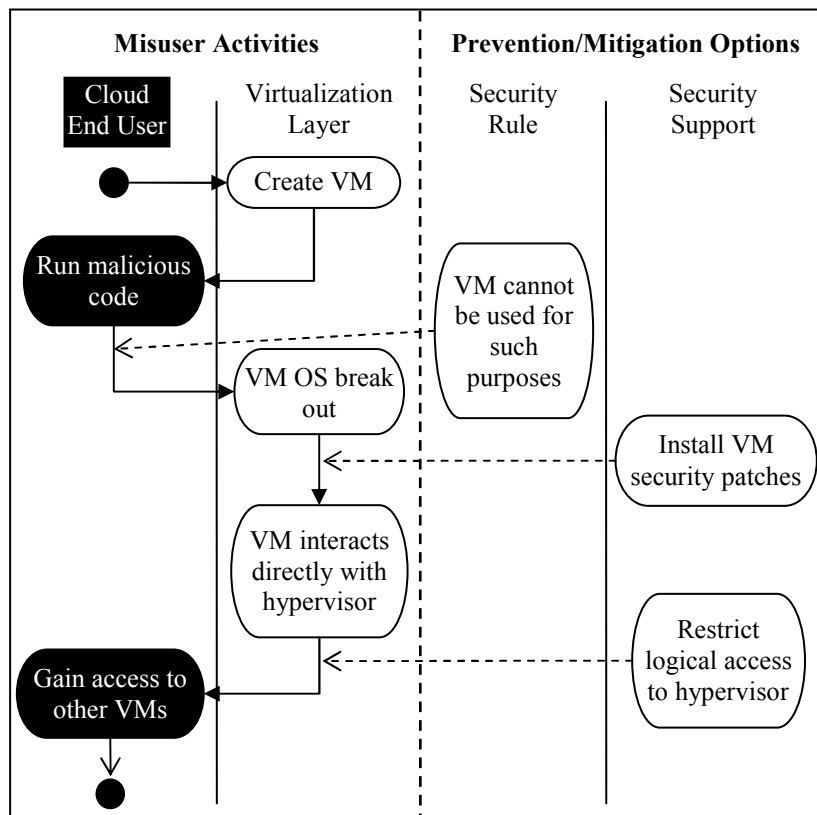 Misuser Activities
Prevention/Mitigation Options
Cloud
End User
Virtualization
Layer
Security
Rule
Security
Support
Create VM
Run malicious
code
VM cannot
be used for
such
purposes
VM OS break
out
Install VM
security patches
VM interacts
directly with
hypervisor
Restrict
logical access
to hypervisor
Gain access to
other VMs